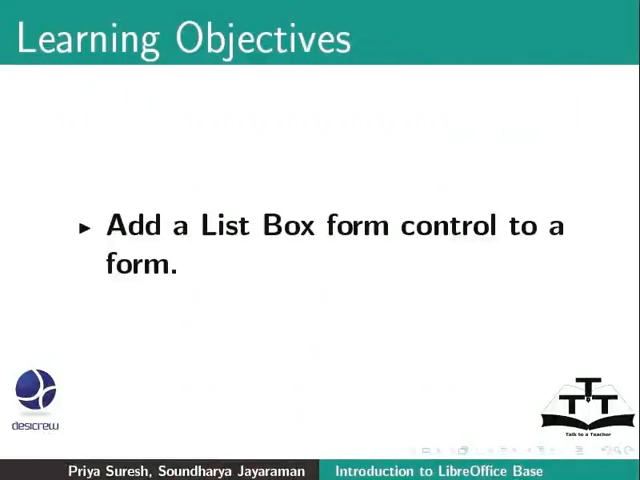 Learning Objectives
Add a List Box form control to a
form.
desicrew
TTT
Talk to a Teacher
Priya Suresh, Soundharya Jayaraman Introduction to LibreOffice Base